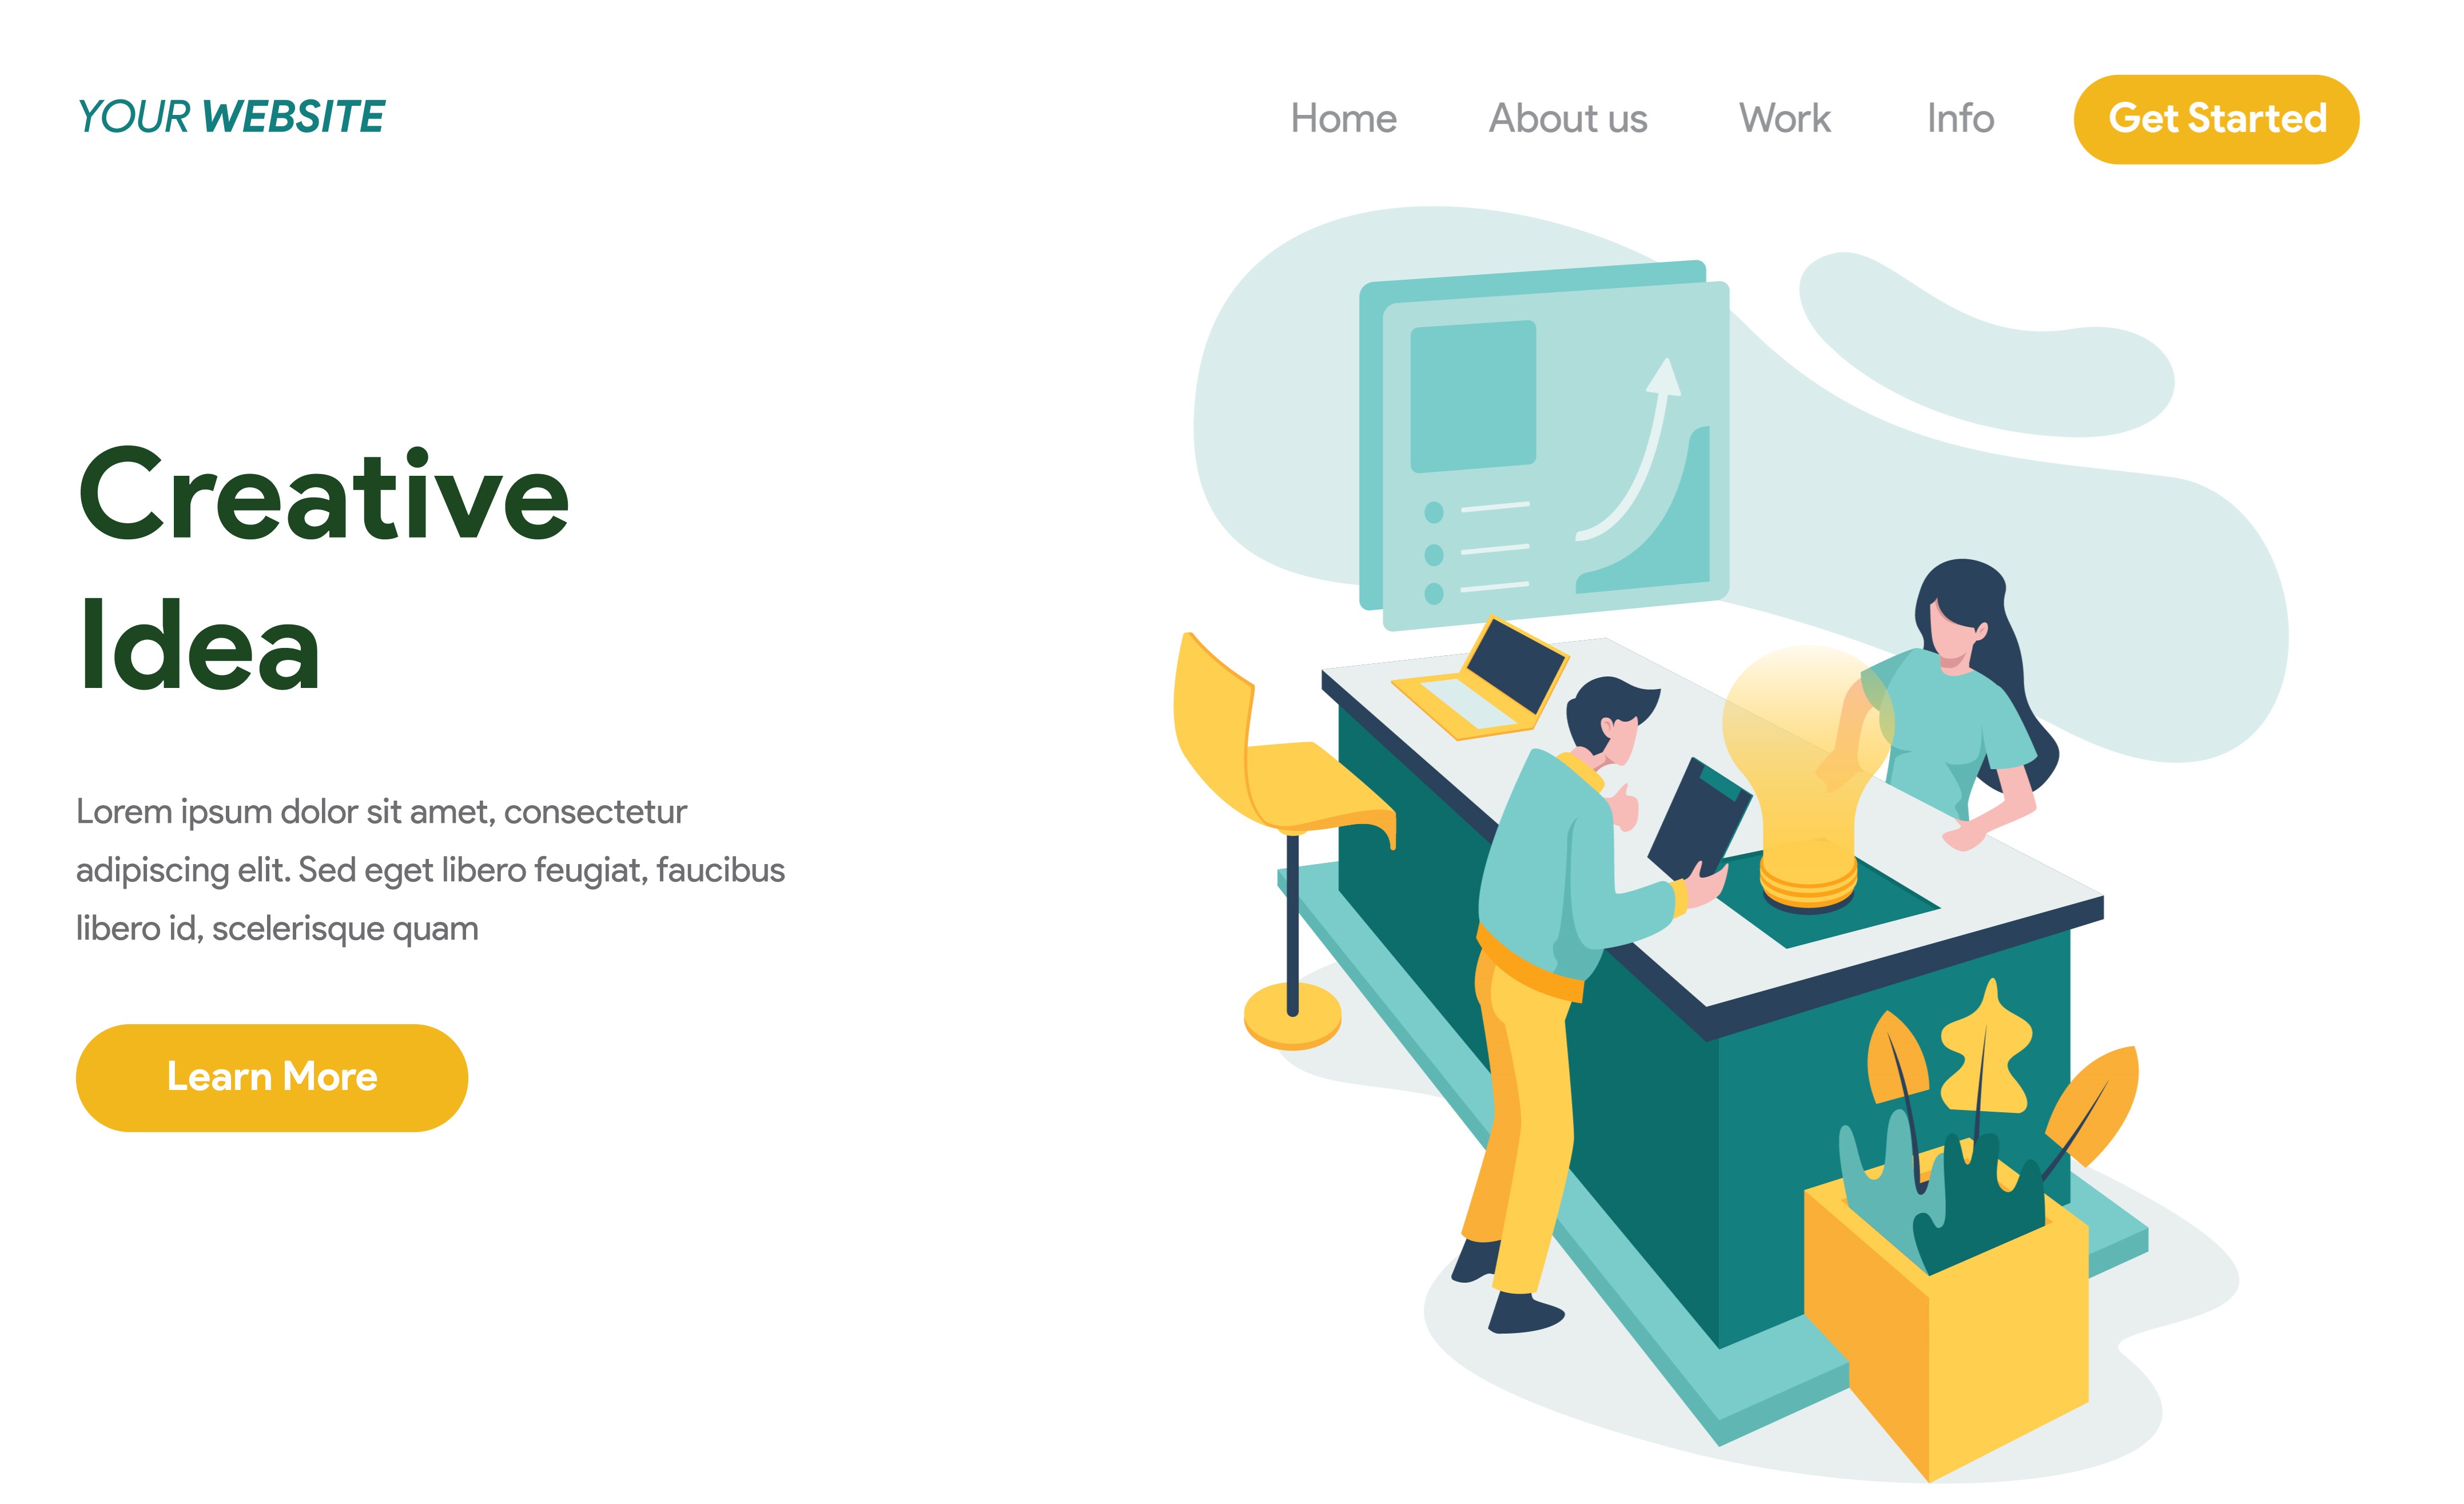 YOUR WEBSITE
Home About us Work Info Get Started
Creative
Idea
Lorem ipsum dolor sit amet, consectetur
adipiscing elit. Sed eget libero feugiat, faucibus
libero id, scelerisque quam
Learn More